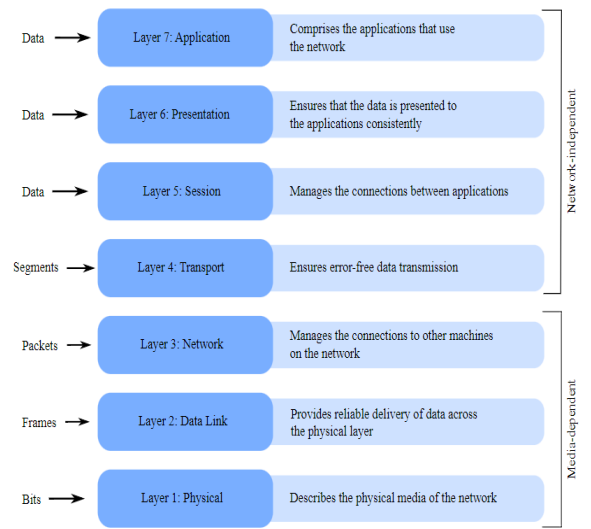 Data
Layer 7: Application
Comprises the applications that use
the network
Data
Layer 6: Presentation
Ensures that the data is presented to
the applications consistently
Data
Layer 5: Session
Manages the connections between applications
Segments
Layer 4: Transport
Ensures error-free data transmission
Network-independent
Packets
Layer 3: Network
Manages the connections to other machines
on the network
Frames
Layer 2: Data Link
Provides reliable delivery of data across
the physical layer
Bits
Layer 1: Physical
Describes the physical media of the network
Media-dependent